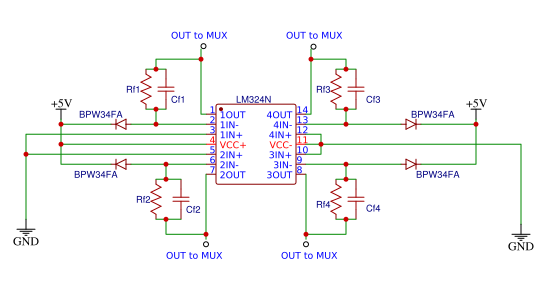 OUT to MUX
OUT to MUX
Rf1
Cf1
LM324N
Rf3
Cf3
+5V
BPW34FA
1 1OUT
2 1IN-
3 1IN+
4 VCC+
5 2IN+
6 2IN-
7 2OUT
4OUT 14
4IN- 13
4IN+ 12
VCC- 11
3IN+ 10
3IN- 9
3OUT 8
BPW34FA
+5V
BPW34FA
BPW34FA
Rf2
Cf2
Rf4
Cf4
GND
GND
OUT to MUX
OUT to MUX